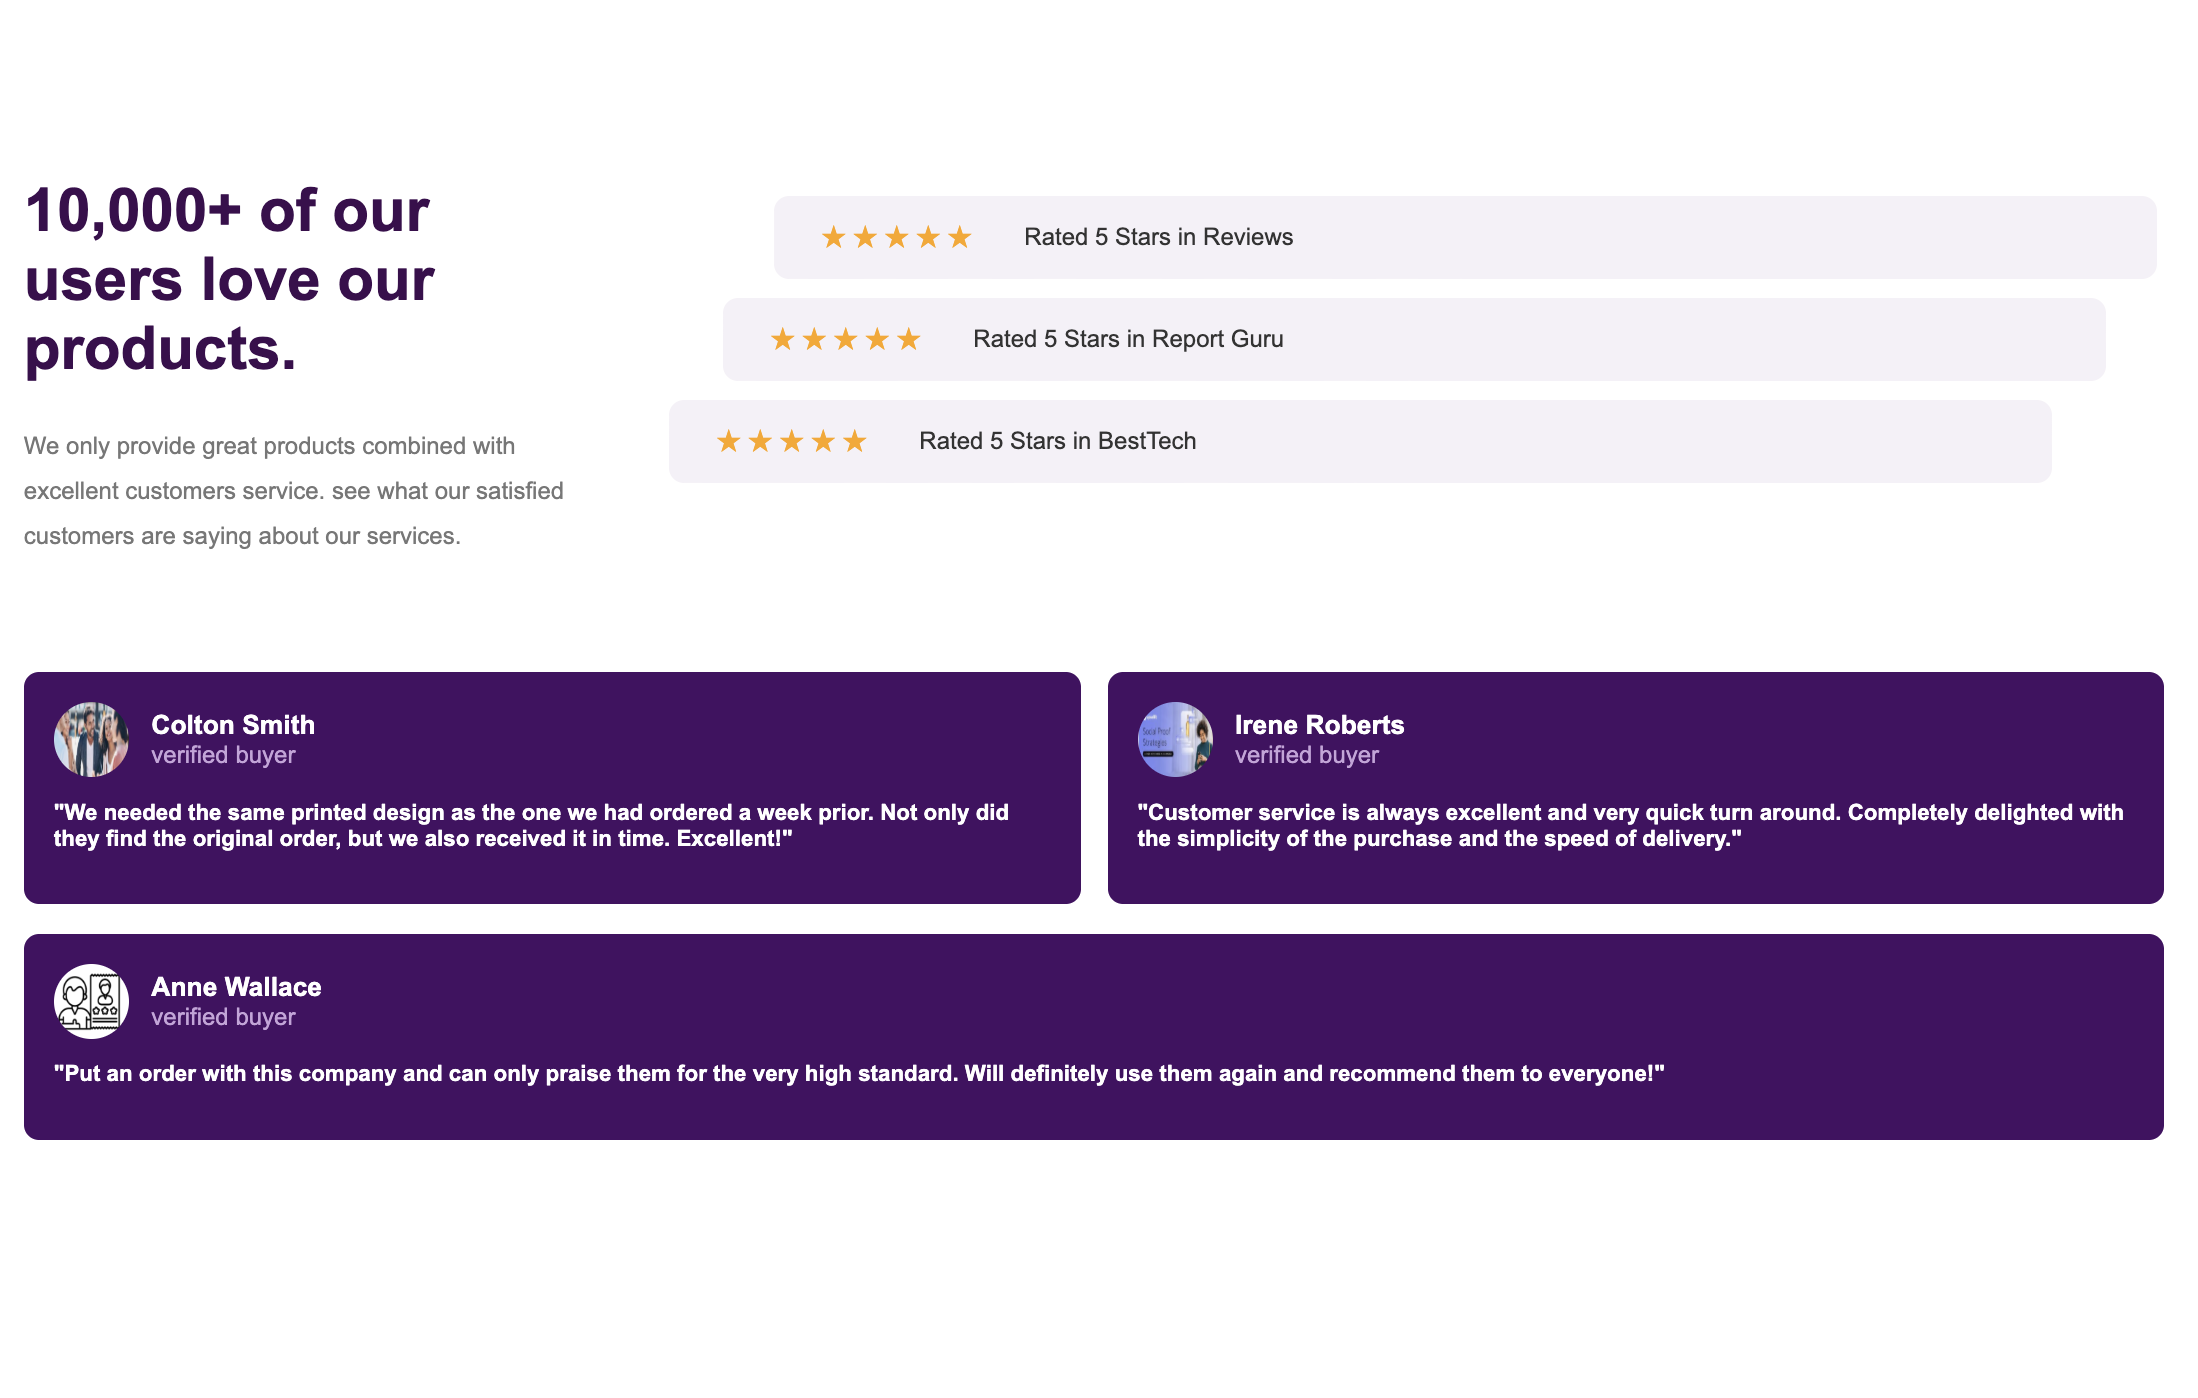 10,000+ of our
users love our
products.
We only provide great products combined with
excellent customers service. see what our satisfied
customers are saying about our services.
★★★★★ Rated 5 Stars in Reviews
★★★★★ Rated 5 Stars in Report Guru
★★★★★ Rated 5 Stars in BestTech
Colton Smith
verified buyer
"We needed the same printed design as the one we had ordered a week prior. Not only did
they find the original order, but we also received it in time. Excellent!"
Social Proof
Strategies
Irene Roberts
verified buyer
"Customer service is always excellent and very quick turn around. Completely delighted with
the simplicity of the purchase and the speed of delivery."
Anne Wallace
verified buyer
"Put an order with this company and can only praise them for the very high standard. Will definitely use them again and recommend them to everyone!"